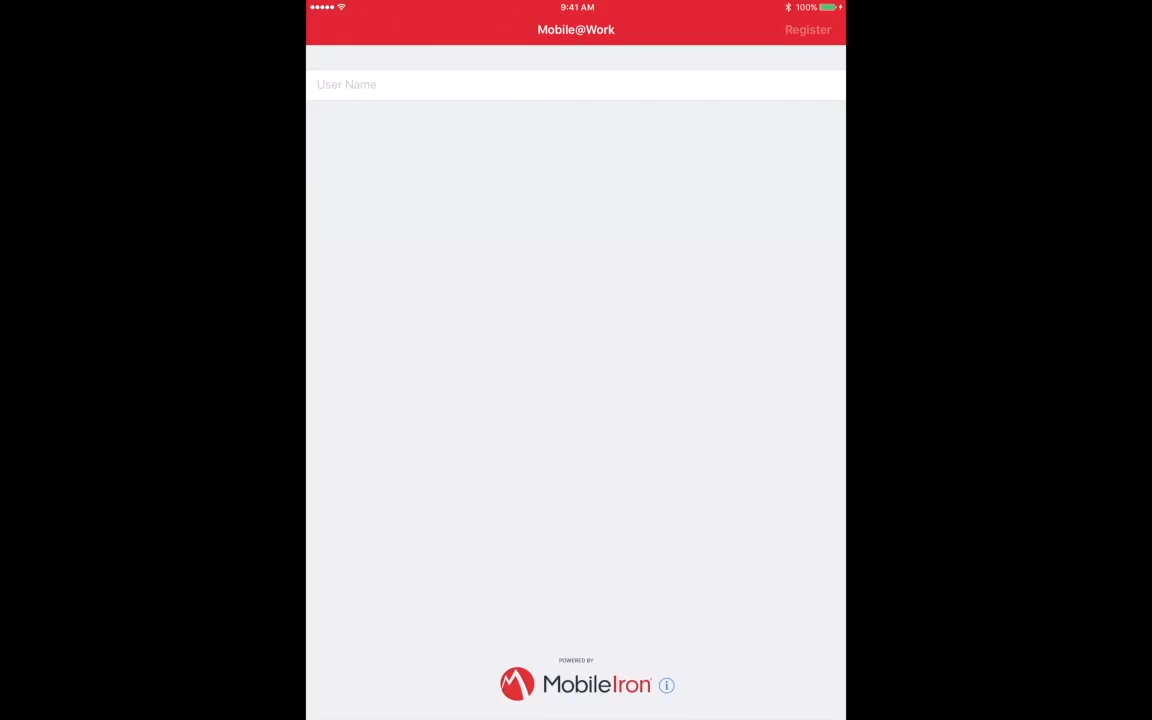 9:41 AM
100%
Mobile@Work
Register
User Name
POWERED BY
MobileIron